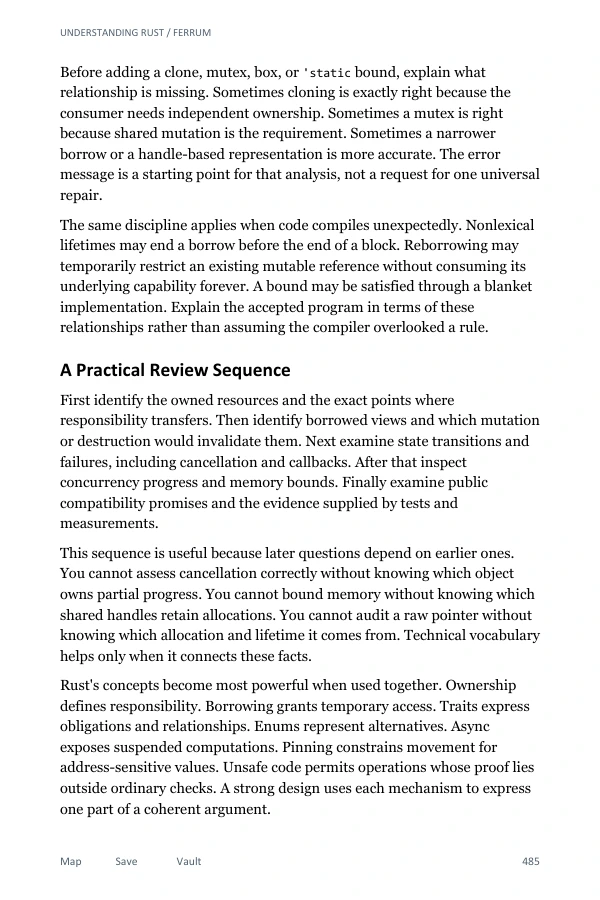 UNDERSTANDING RUST / FERRUM
Before adding a clone, mutex, box, or 'static bound, explain what
relationship is missing. Sometimes cloning is exactly right because the
consumer needs independent ownership. Sometimes a mutex is right
because shared mutation is the requirement. Sometimes a narrower
borrow or a handle-based representation is more accurate. The error
message is a starting point for that analysis, not a request for one universal
repair.
The same discipline applies when code compiles unexpectedly. Nonlexical
lifetimes may end a borrow before the end of a block. Reborrowing may
temporarily restrict an existing mutable reference without consuming its
underlying capability forever. A bound may be satisfied through a blanket
implementation. Explain the accepted program in terms of these
relationships rather than assuming the compiler overlooked a rule.
A Practical Review Sequence
First identify the owned resources and the exact points where
responsibility transfers. Then identify borrowed views and which mutation
or destruction would invalidate them. Next examine state transitions and
failures, including cancellation and callbacks. After that inspect
concurrency progress and memory bounds. Finally examine public
compatibility promises and the evidence supplied by tests and
measurements.
This sequence is useful because later questions depend on earlier ones.
You cannot assess cancellation correctly without knowing which object
owns partial progress. You cannot bound memory without knowing which
shared handles retain allocations. You cannot audit a raw pointer without
knowing which allocation and lifetime it comes from. Technical vocabulary
helps only when it connects these facts.
Rust's concepts become most powerful when used together. Ownership
defines responsibility. Borrowing grants temporary access. Traits express
obligations and relationships. Enums represent alternatives. Async
exposes suspended computations. Pinning constrains movement for
address-sensitive values. Unsafe code permits operations whose proof lies
outside ordinary checks. A strong design uses each mechanism to express
one part of a coherent argument.
Map Save Vault 485